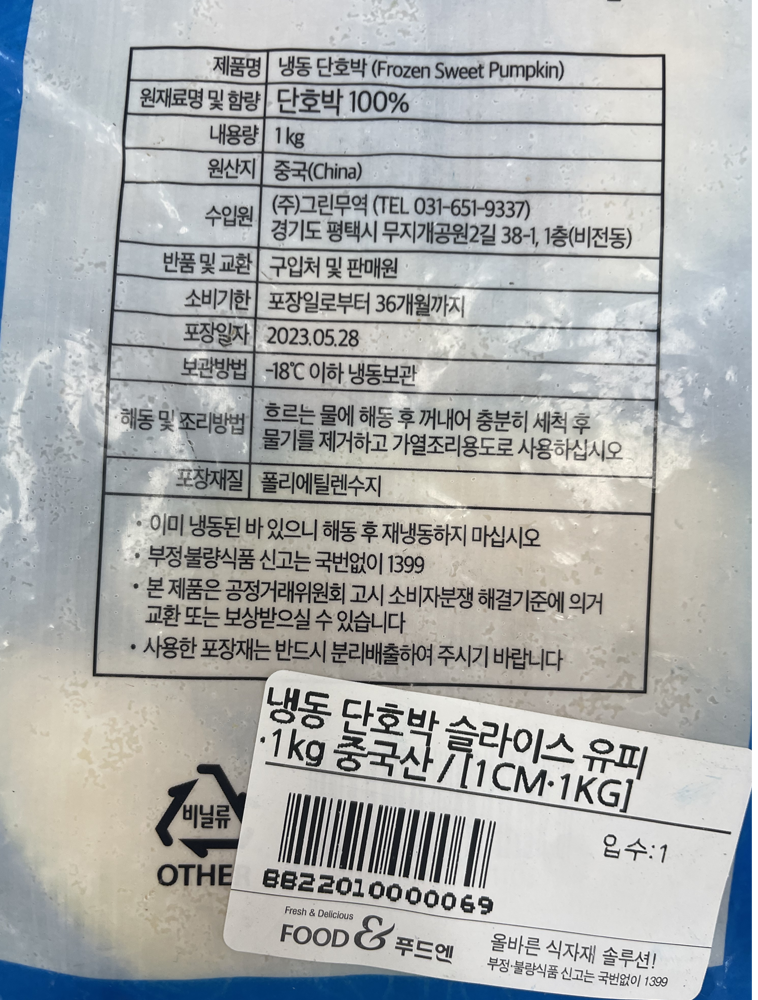 제품명 냉동 단호박 (Frozen Sweet Pumpkin)
원재료명 및 함량 단호박 100%
내용량 1kg
원산지 중국(China)
수입원 (주)그린무역 (TEL 031-651-9337)
경기도 평택시 무지개공원2길 38-1, 1층(비전동)
반품 및 교환 구입처 및 판매원
소비기한 포장일로부터 36개월까지
포장일자 2023.05.28
보관방법 -18℃ 이하 냉동보관
해동 및 조리방법 흐르는 물에 해동 후 꺼내어 충분히 세척 후
물기를 제거하고 가열조리용도로 사용하십시오
포장재질 폴리에틸렌수지
• 이미 냉동된 바 있으니 해동 후 재냉동하지 마십시오
• 부정·불량식품 신고는 국번없이 1399
• 본 제품은 공정거래위원회 고시 소비자분쟁 해결기준에 의거
교환 또는 보상받으실 수 있습니다
• 사용한 포장재는 반드시 분리배출하여 주시기 바랍니다
냉동 단호박 슬라이스 유피
·1kg 중국산 / [1CM·1KG]
비닐류
OTHE
입수:1
8822010000069
Fresh & Delicious
FOOD & 푸드엔
올바른 식자재 솔루션!
부정·불량식품 신고는 국번없이 1399